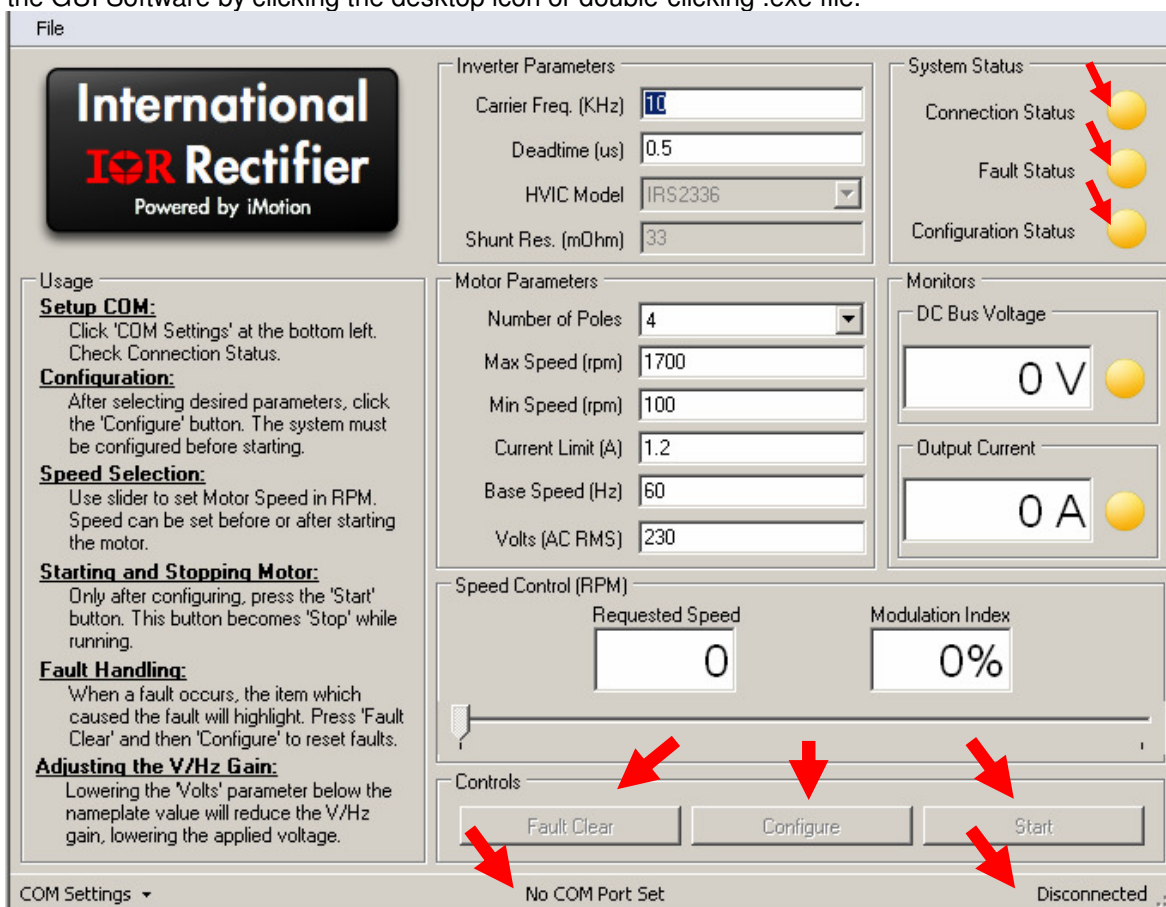 the GUI Software by clicking the desktop icon or double-clicking .exe file.
File
International
IOR Rectifier
Powered by iMotion
Inverter Parameters
Carrier Freq. (KHz) 10
Deadtime (us) 0.5
HVIC Model IRS2336
Shunt Res. (mOhm) 33
System Status
Connection Status
Fault Status
Configuration Status
Usage
Setup COM:
Click 'COM Settings' at the bottom left.
Check Connection Status.
Configuration:
After selecting desired parameters, click
the 'Configure' button. The system must
be configured before starting.
Speed Selection:
Use slider to set Motor Speed in RPM.
Speed can be set before or after starting
the motor.
Starting and Stopping Motor:
Only after configuring, press the 'Start'
button. This button becomes 'Stop' while
running.
Fault Handling:
When a fault occurs, the item which
caused the fault will highlight. Press 'Fault
Clear' and then 'Configure' to reset faults.
Adjusting the V/Hz Gain:
Lowering the 'Volts' parameter below the
nameplate value will reduce the V/Hz
gain, lowering the applied voltage.
Motor Parameters
Number of Poles 4
Max Speed (rpm) 1700
Min Speed (rpm) 100
Current Limit (A) 1.2
Base Speed (Hz) 60
Volts (AC RMS) 230
Monitors
DC Bus Voltage
0 V
Output Current
0 A
Speed Control (RPM)
Requested Speed Modulation Index
0 0%
Controls
Fault Clear Configure Start
COM Settings No COM Port Set Disconnected